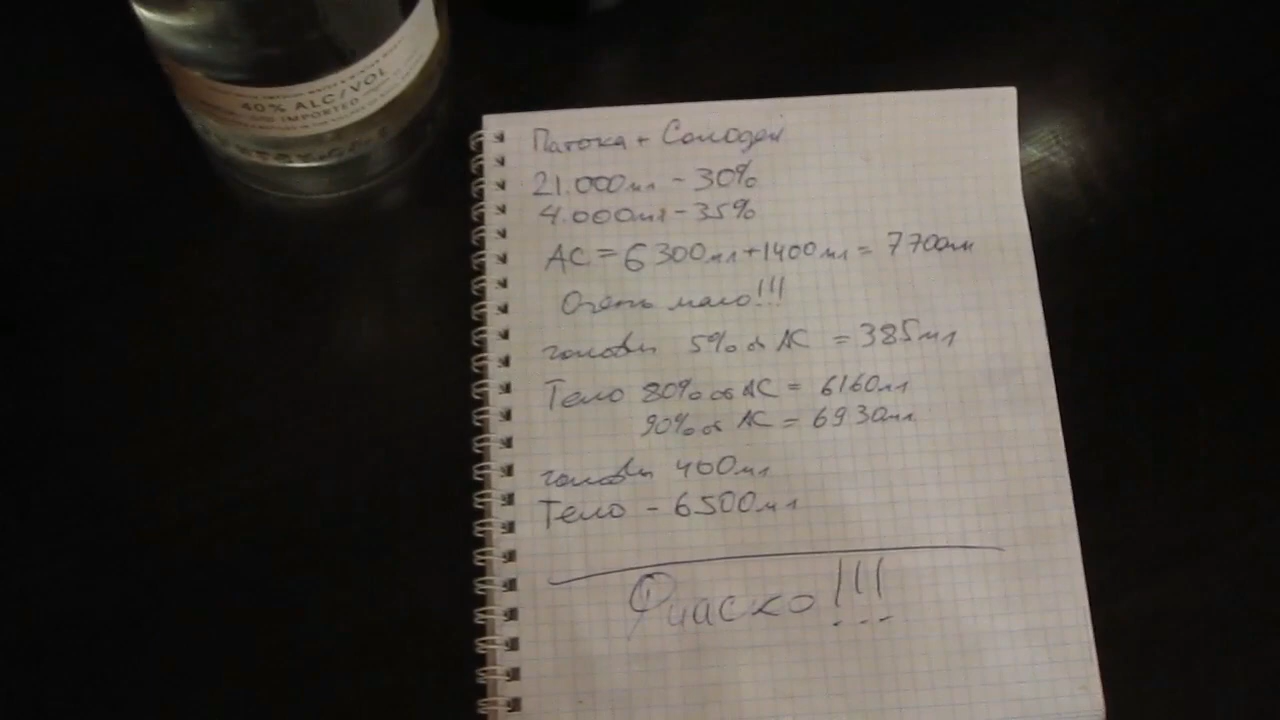 40% ALC/VOL
IMPORTED
Патока + Солодей
21.000мл - 30%
4.000мл - 35%
АС = 6300мл + 1400мл = 7700мл
Очень мало!!!
головы 5% от АС = 385мл
Тело 80% от АС = 6160мл
90% от АС = 6930мл
головы 400мл
Тело - 6500мл
Фиаско!!!